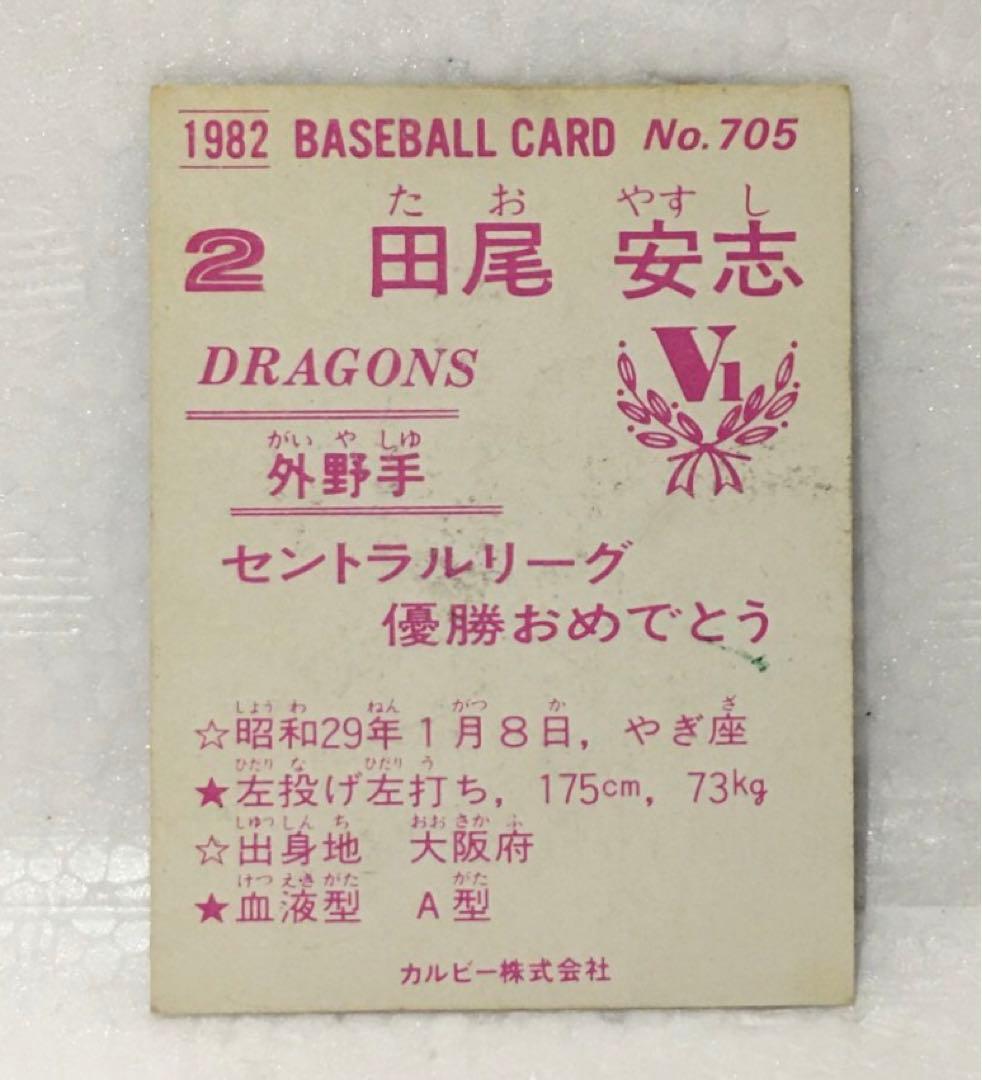 1982 BASEBALL CARD No.705
たお やすし
2 田尾 安志
V1
DRAGONS
がいやしゆ
外野手
セントラルリーグ
優勝おめでとう
しようわ ねん がつ か ざ
☆昭和29年1月8日, やぎ座
ひだりな ひだりう
★左投げ左打ち, 175cm, 73kg
しゆつしんち おおさかふ
☆出身地 大阪府
けつえきがた がた
★血液型 A型
カルビー株式会社